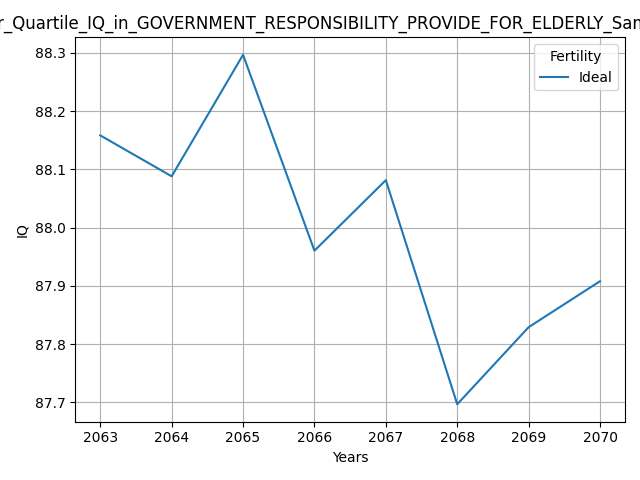 r_Quartile_IQ_in_GOVERNMENT_RESPONSIBILITY_PROVIDE_FOR_ELDERLY_Sam
Fertility
Ideal
88.3
88.2
88.1
88.0
87.9
87.8
87.7
IQ
2063 2064 2065 2066 2067 2068 2069 2070
Years